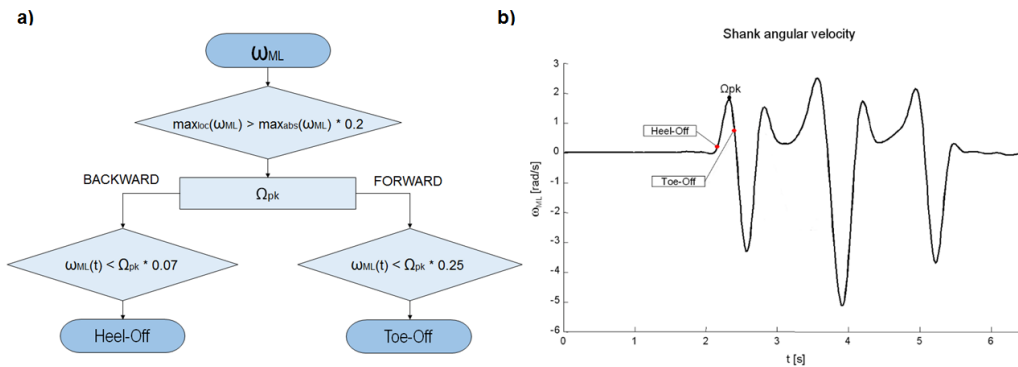 a)
ωML
maxloc(ωML) > maxabs(ωML) * 0.2
BACKWARD
FORWARD
Ωpk
ωML(t) < Ωpk * 0.07
ωML(t) < Ωpk * 0.25
Heel-Off
Toe-Off
b)
Shank angular velocity
3
2
1
0
-1
-2
-3
-4
-5
-6
ωML [rad/s]
Ωpk
Heel-Off
Toe-Off
0
1
2
3
4
5
6
t [s]